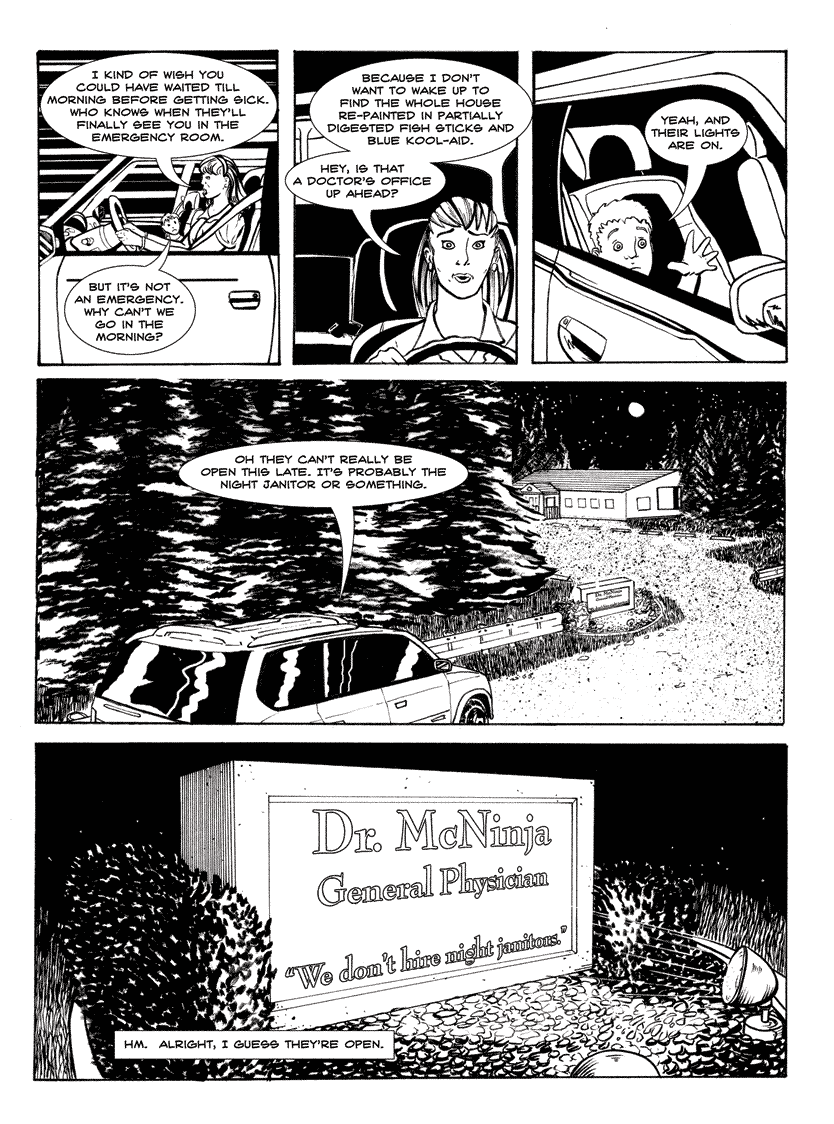 I KIND OF WISH YOU
COULD HAVE WAITED TILL
MORNING BEFORE GETTING SICK.
WHO KNOWS WHEN THEY'LL
FINALLY SEE YOU IN THE
EMERGENCY ROOM.
BUT IT'S NOT
AN EMERGENCY.
WHY CAN'T WE
GO IN THE
MORNING?
BECAUSE I DON'T
WANT TO WAKE UP TO
FIND THE WHOLE HOUSE
RE-PAINTED IN PARTIALLY
DIGESTED FISH STICKS AND
BLUE KOOL-AID.
HEY, IS THAT
A DOCTOR'S OFFICE
UP AHEAD?
YEAH, AND
THEIR LIGHTS
ARE ON.
OH THEY CAN'T REALLY BE
OPEN THIS LATE. IT'S PROBABLY THE
NIGHT JANITOR OR SOMETHING.
Dr. McNinja
Dr. McNinja
General Physician
"We don't hire night janitors."
HM. ALRIGHT, I GUESS THEY'RE OPEN.